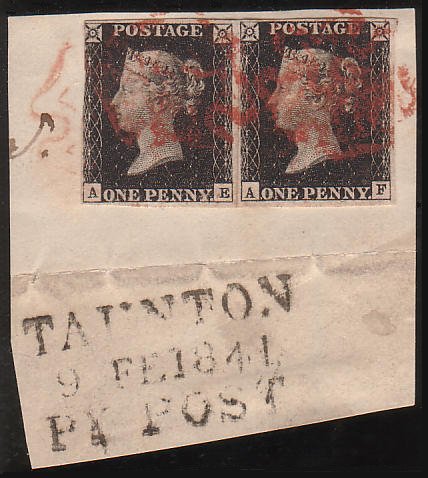 POSTAGE POSTAGE
A ONE PENNY E A ONE PENNY F
TAUNTON
9 FE 1841
PY POST